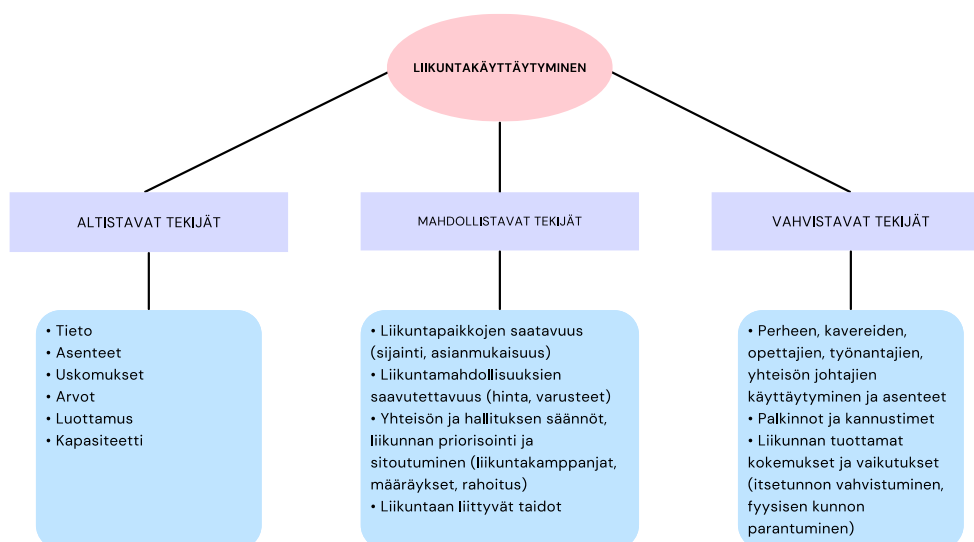 LIIKUNTAKÄYTTÄYTYMINEN
ALTISTAVAT TEKIJÄT
• Tieto
• Asenteet
• Uskomukset
• Arvot
• Luottamus
• Kapasiteetti
MAHDOLLISTAVAT TEKIJÄT
• Liikuntapaikkojen saatavuus
(sijainti, asianmukaisuus)
• Liikuntamahdollisuuksien
saavutettavuus (hinta, varusteet)
• Yhteisön ja hallituksen säännöt,
liikunnan priorisointi ja
sitoutuminen (liikuntakamppanjat,
määräykset, rahoitus)
• Liikuntaan liittyvät taidot
VAHVISTAVAT TEKIJÄT
• Perheen, kavereiden,
opettajien, työnantajien,
yhteisön johtajien
käyttäytyminen ja asenteet
• Palkinnot ja kannustimet
• Liikunnan tuottamat
kokemukset ja vaikutukset
(itsetunnon vahvistuminen,
fyysisen kunnon
parantuminen)